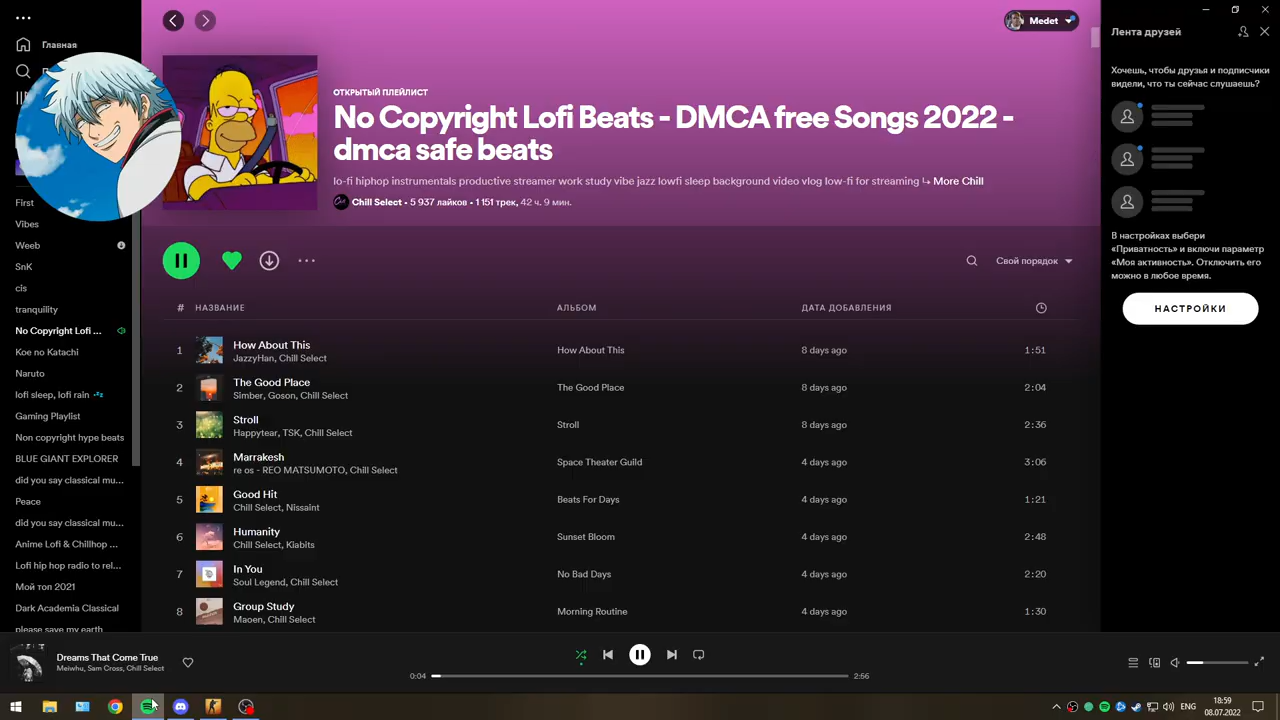 Medet
Лента друзей
Главная
Хочешь, чтобы друзья и подписчики
видели, что ты сейчас слушаешь?
ОТКРЫТЫЙ ПЛЕЙЛИСТ
No Copyright Lofi Beats - DMCA free Songs 2022 -
dmca safe beats
lo-fi hiphop instrumentals productive streamer work study vibe jazz lowfi sleep background video vlog low-fi for streaming ↳ More Chill
Chill Select • 5 937 лайков • 1 151 трек, 42 ч. 9 мин.
First
Vibes
Weeb
SnK
cis
tranquility
No Copyright Lofi ...
Koe no Katachi
Naruto
lofi sleep, lofi rain 💤
Gaming Playlist
Non copyright hype beats
BLUE GIANT EXPLORER
did you say classical mu...
Peace
did you say classical mu...
Anime Lofi & Chillhop ...
Lofi hip hop radio to rel...
Мой топ 2021
Dark Academia Classical
please save my earth
В настройках выбери
«Приватность» и включи параметр
«Моя активность». Отключить его
можно в любое время.
НАСТРОЙКИ
Свой порядок
# НАЗВАНИЕ АЛЬБОМ ДАТА ДОБАВЛЕНИЯ
1 How About This How About This 8 days ago 1:51
JazzyHan, Chill Select
2 The Good Place The Good Place 8 days ago 2:04
Simber, Goson, Chill Select
3 Stroll Stroll 8 days ago 2:36
Happytear, TSK, Chill Select
4 Marrakesh Space Theater Guild 4 days ago 3:06
re os - REO MATSUMOTO, Chill Select
5 Good Hit Beats For Days 4 days ago 1:21
Chill Select, Nissaint
6 Humanity Sunset Bloom 4 days ago 2:48
Chill Select, Kiabits
7 In You No Bad Days 4 days ago 2:20
Soul Legend, Chill Select
8 Group Study Morning Routine 4 days ago 1:30
Maoen, Chill Select
Dreams That Come True
Meiwhu, Sam Cross, Chill Select
0:04 2:56
ENG
18:59
08.07.2022